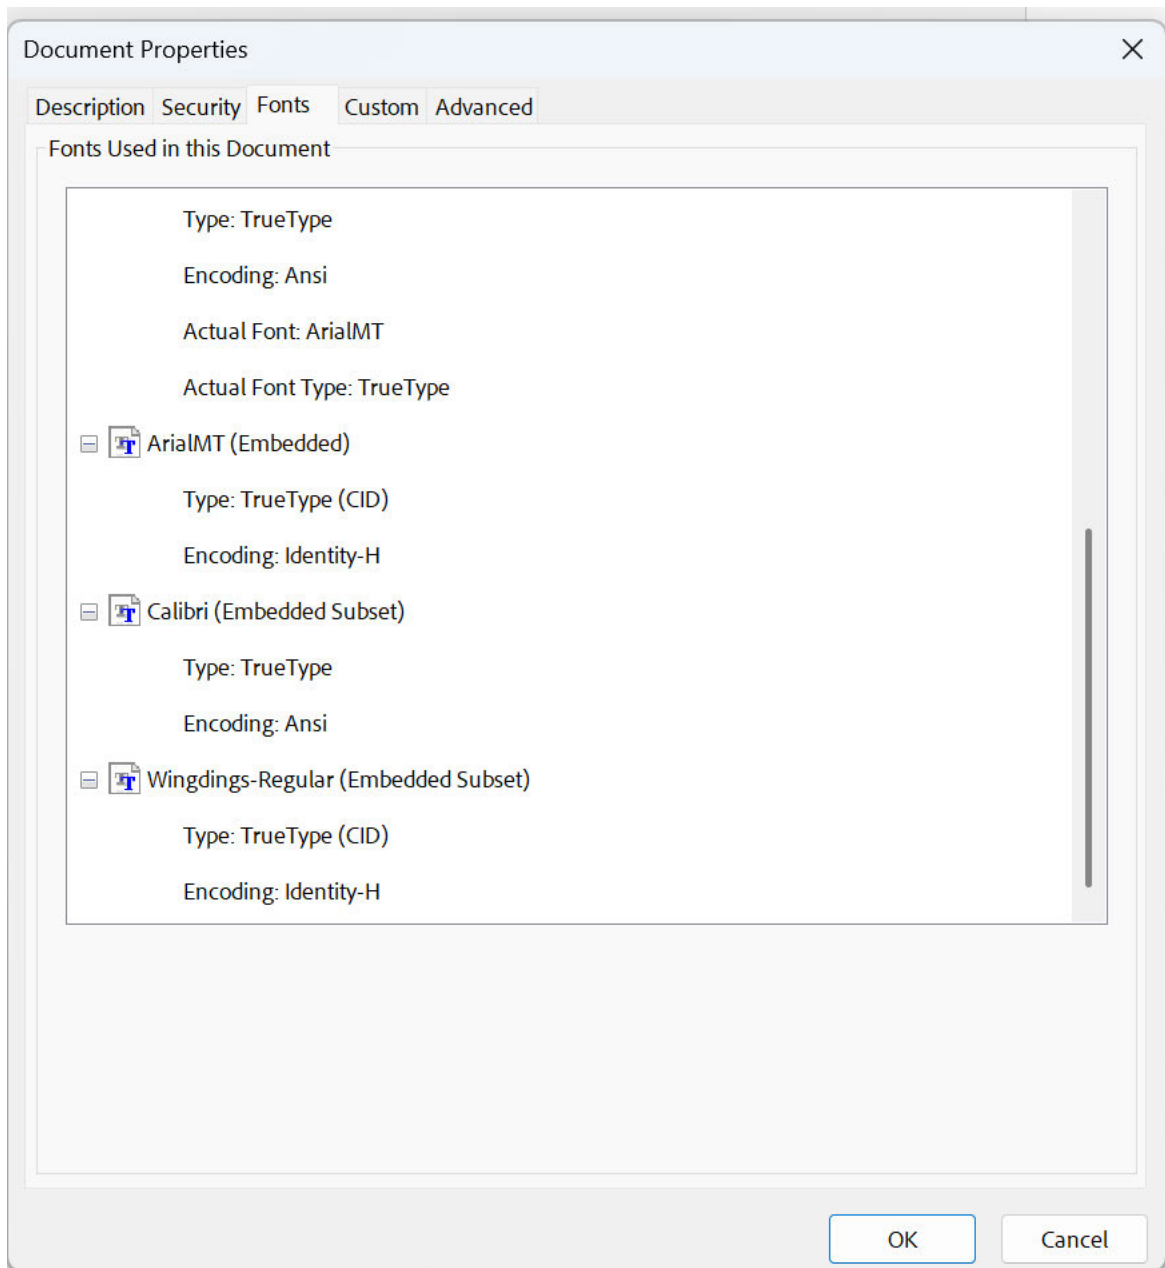 Document Properties
Description Security Fonts Custom Advanced
Fonts Used in this Document
Type: TrueType
Encoding: Ansi
Actual Font: ArialMT
Actual Font Type: TrueType
ArialMT (Embedded)
Type: TrueType (CID)
Encoding: Identity-H
Calibri (Embedded Subset)
Type: TrueType
Encoding: Ansi
Wingdings-Regular (Embedded Subset)
Type: TrueType (CID)
Encoding: Identity-H
OK Cancel